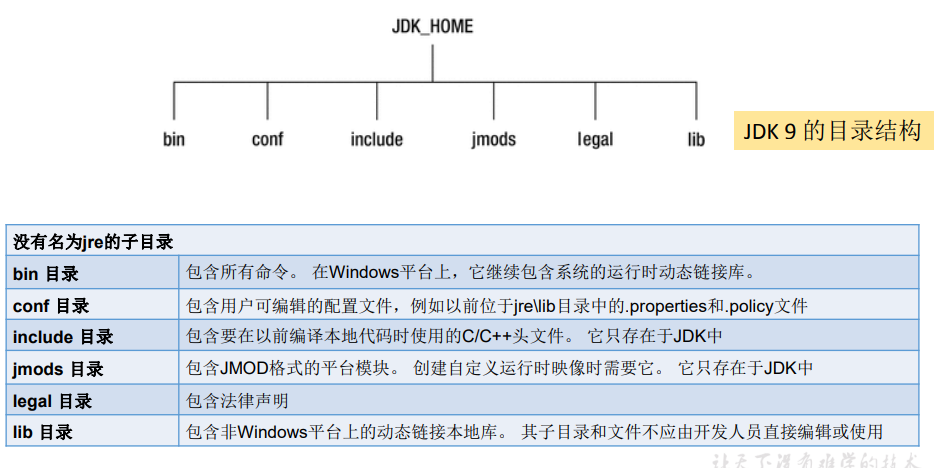 JDK_HOME
bin conf include jmods legal lib
JDK 9 的目录结构
没有名为jre的子目录
bin 目录 包含所有命令。 在Windows平台上，它继续包含系统的运行时动态链接库。
conf 目录 包含用户可编辑的配置文件，例如以前位于jre\lib目录中的.properties和.policy文件
include 目录 包含要在以前编译本地代码时使用的C/C++头文件。 它只存在于JDK中
jmods 目录 包含JMOD格式的平台模块。 创建自定义运行时映像时需要它。 它只存在于JDK中
legal 目录 包含法律声明
lib 目录 包含非Windows平台上的动态链接本地库。 其子目录和文件不应由开发人员直接编辑或使用
让天下没有难学的技术